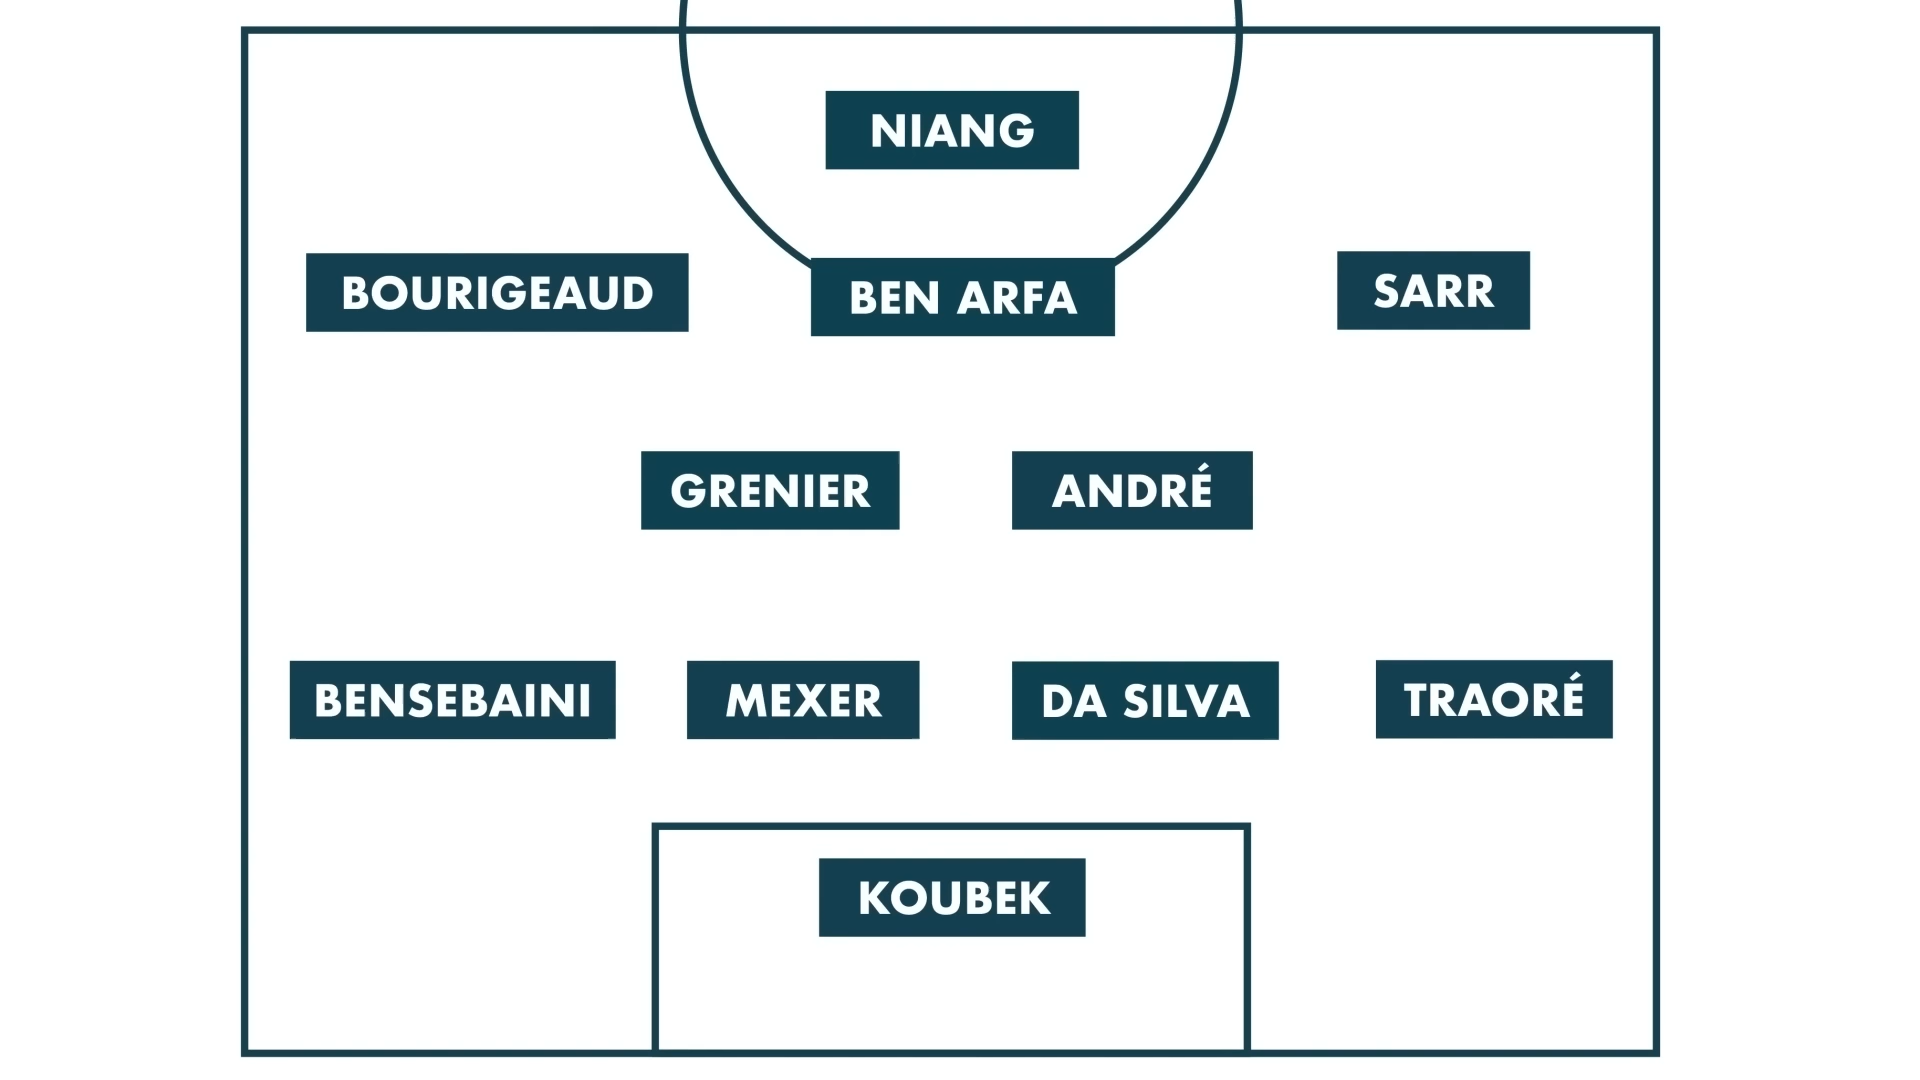 NIANG
BOURIGEAUD
BEN ARFA
SARR
GRENIER
ANDRÉ
BENSEBAINI
MEXER
DA SILVA
TRAORÉ
KOUBEK